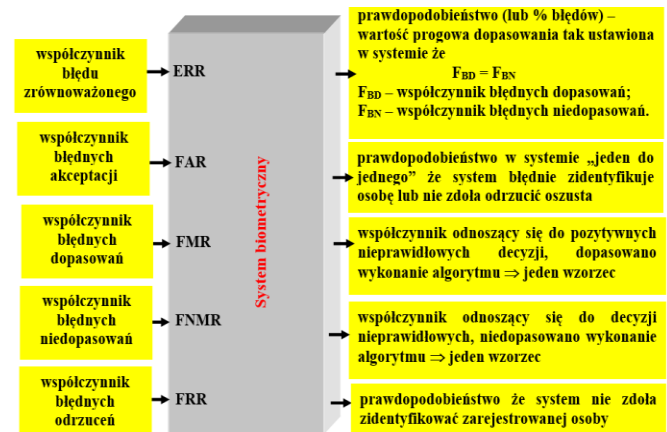 współczynnik
błędu
zrównoważonego
ERR
prawdopodobieństwo (lub % błędów) –
wartość progowa dopasowania tak ustawiona
w systemie że
F_BD = F_BN
F_BD – współczynnik błędnych dopasowań;
F_BN – współczynnik błędnych niedopasowań.
współczynnik
błędnych
akceptacji
FAR
prawdopodobieństwo w systemie „jeden do
jednego” że system błędnie zidentyfikuje
osobę lub nie zdoła odrzucić oszusta
współczynnik
błędnych
dopasowań
FMR
współczynnik odnoszący się do pozytywnych
nieprawidłowych decyzji, dopasowano
wykonanie algorytmu ⇒ jeden wzorzec
współczynnik
błędnych
niedopasowań
FNMR
współczynnik odnoszący się do decyzji
nieprawidłowych, niedopasowano wykonanie
algorytmu ⇒ jeden wzorzec
współczynnik
błędnych
odrzuceń
FRR
prawdopodobieństwo że system nie zdoła
zidentyfikować zarejestrowanej osoby
System biometryczny